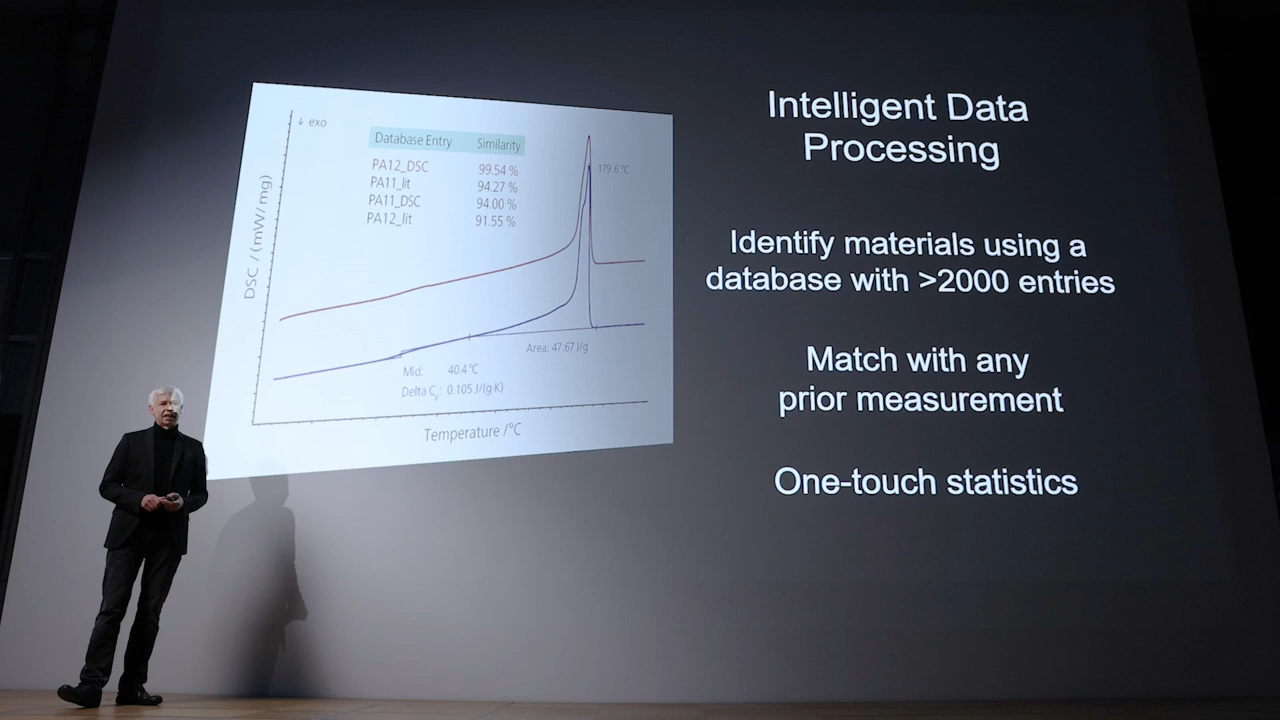 Intelligent Data
Processing
Identify materials using a
database with >2000 entries
Match with any
prior measurement
One-touch statistics
↓ exo
Database Entry Similarity
PA12_DSC 99.54 %
PA11_lit 94.27 %
PA11_DSC 94.00 %
PA12_lit 91.55 %
179.6 °C
DSC / (mW/mg)
Area: 47.67 J/g
Mid: 40.4 °C
Delta Cp: 0.105 J/(g·K)
Temperature /°C